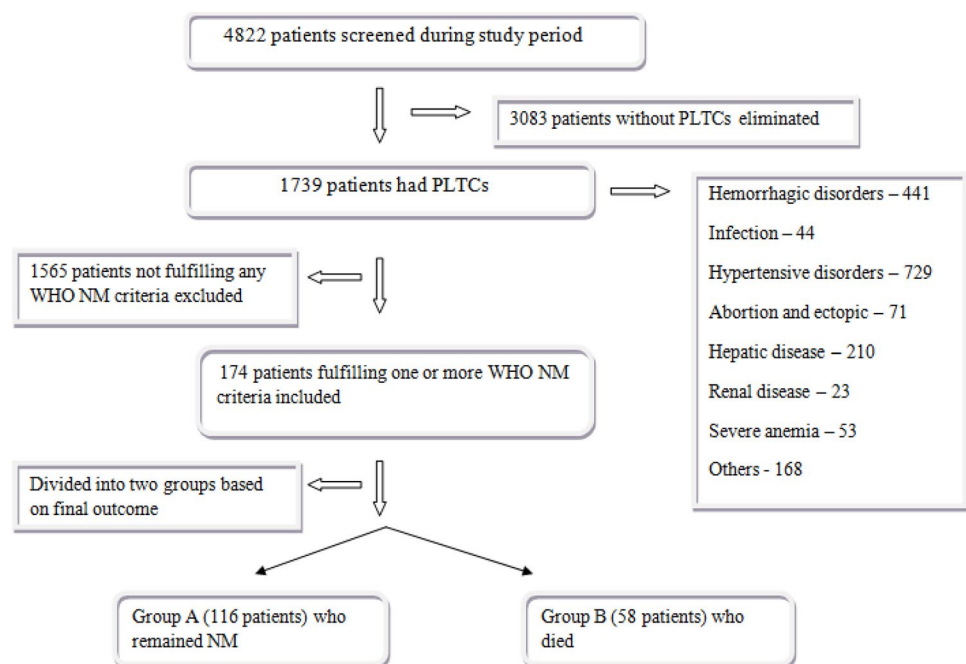 4822 patients screened during study period
3083 patients without PLTCs eliminated
1739 patients had PLTCs
Hemorrhagic disorders – 441
Infection – 44
Hypertensive disorders – 729
Abortion and ectopic – 71
Hepatic disease – 210
Renal disease – 23
Severe anemia – 53
Others - 168
1565 patients not fulfilling any
WHO NM criteria excluded
174 patients fulfilling one or more WHO NM
criteria included
Divided into two groups based
on final outcome
Group A (116 patients) who
remained NM
Group B (58 patients) who
died